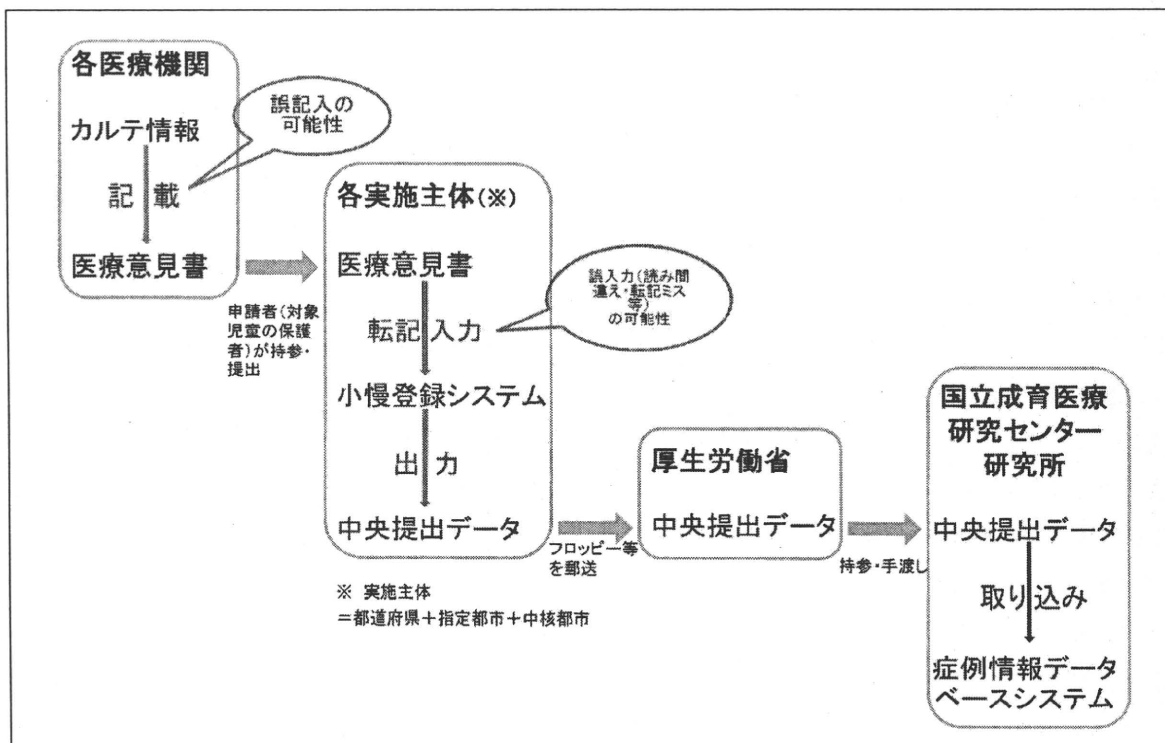 各医療機関
カルテ情報
記載
医療意見書
誤記入の
可能性
申請者(対象
児童の保護
者)が持参・
提出
各実施主体(※)
医療意見書
転記入力
小慢登録システム
出力
中央提出データ
誤入力(読み間
違え・転記ミス
等)
の可能性
※ 実施主体
=都道府県+指定都市+中核都市
フロッピー等
を郵送
厚生労働省
中央提出データ
持参・手渡し
国立成育医療
研究センター
研究所
中央提出データ
取り込み
症例情報データ
ベースシステム